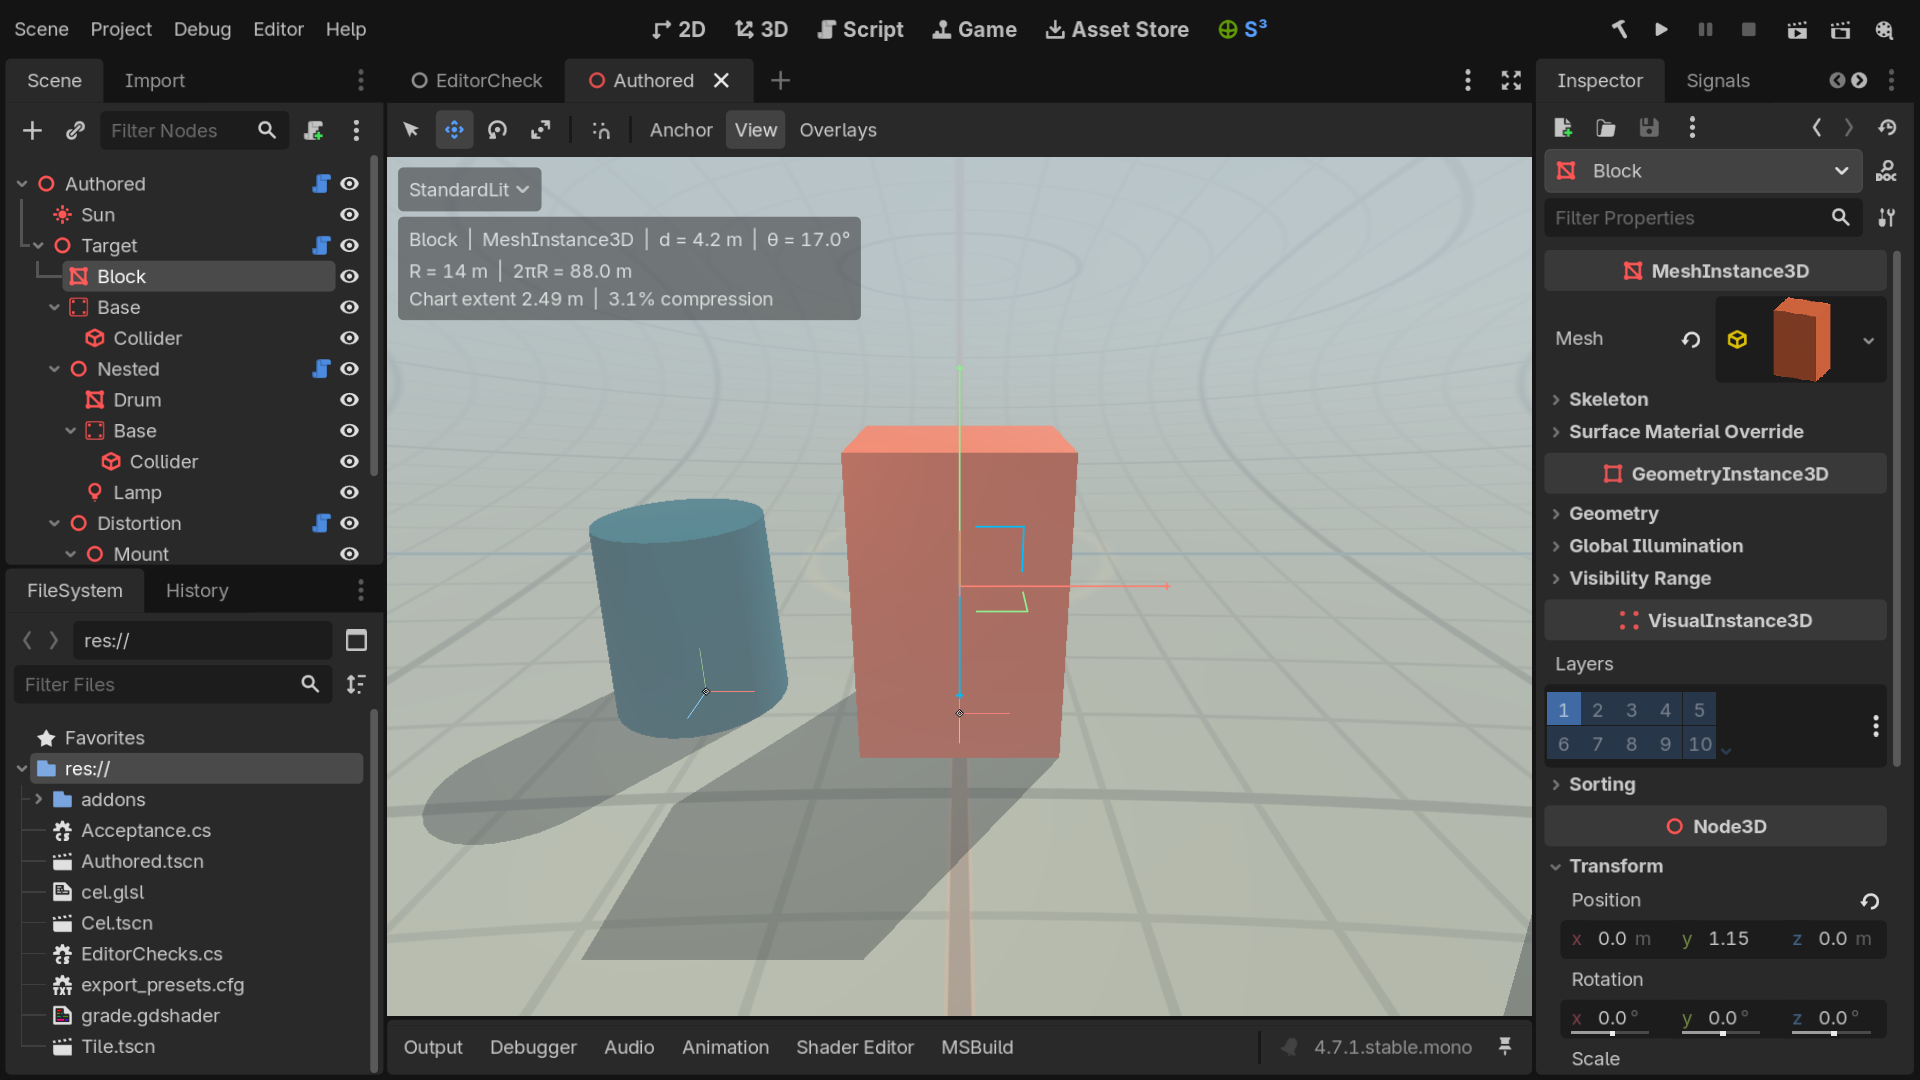 Scene Project Debug Editor Help
2D 3D Script Game Asset Store S³
Scene Import
EditorCheck Authored
Inspector Signals
Filter Nodes
Anchor View Overlays
Authored
Sun
Target
Block
Base
Collider
Nested
Drum
Base
Collider
Lamp
Distortion
Mount
FileSystem History
res://
Filter Files
Favorites
res://
addons
Acceptance.cs
Authored.tscn
cel.glsl
Cel.tscn
EditorChecks.cs
export_presets.cfg
grade.gdshader
Tile.tscn
StandardLit
Block | MeshInstance3D | d = 4.2 m | θ = 17.0°
R = 14 m | 2πR = 88.0 m
Chart extent 2.49 m | 3.1% compression
Output Debugger Audio Animation Shader Editor MSBuild
4.7.1.stable.mono
Block
DOC
Filter Properties
MeshInstance3D
Mesh
Skeleton
Surface Material Override
GeometryInstance3D
Geometry
Global Illumination
Visibility Range
VisualInstance3D
Layers
1 2 3 4 5
6 7 8 9 10
Sorting
Node3D
Transform
Position
x 0.0 m y 1.15 z 0.0 m
Rotation
x 0.0 ° y 0.0 ° z 0.0 °
Scale